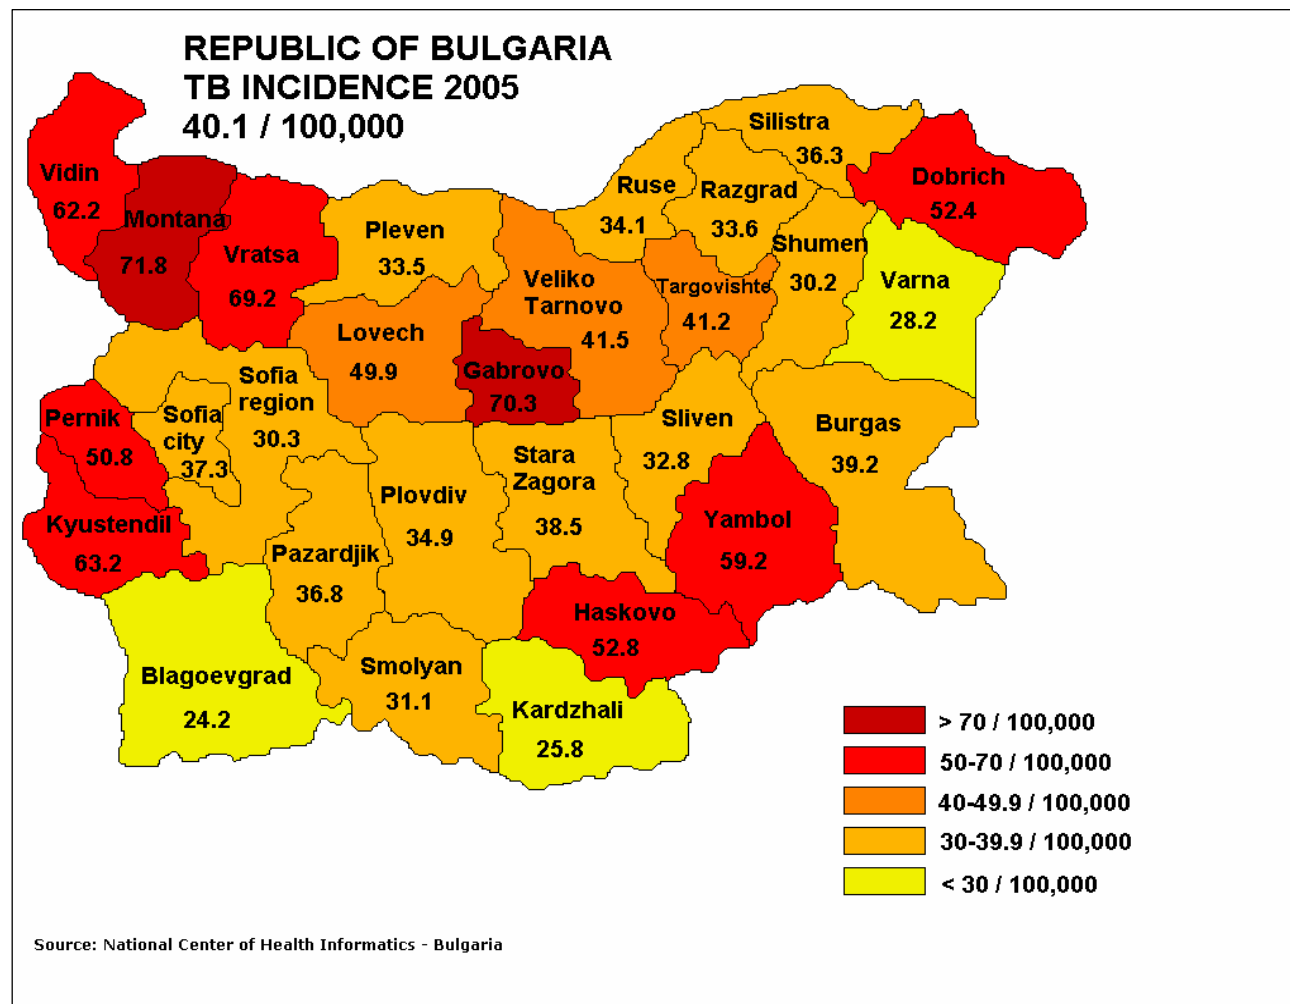 REPUBLIC OF BULGARIA
TB INCIDENCE 2005
40.1 / 100,000
Silistra
36.3
Vidin
62.2
Montana
71.8
Vratsa
69.2
Pleven
33.5
Ruse
34.1
Razgrad
33.6
Dobrich
52.4
Shumen
30.2
Varna
28.2
Veliko
Tarnovo
41.5
Targovishte
41.2
Lovech
49.9
Gabrovo
70.3
Sofia
region
30.3
Sofia
city
37.3
Pernik
50.8
Sliven
32.8
Burgas
39.2
Stara
Zagora
38.5
Plovdiv
34.9
Yambol
59.2
Kyustendil
63.2
Pazardjik
36.8
Haskovo
52.8
Blagoevgrad
24.2
Smolyan
31.1
Kardzhali
25.8
> 70 / 100,000
50-70 / 100,000
40-49.9 / 100,000
30-39.9 / 100,000
< 30 / 100,000
Source: National Center of Health Informatics - Bulgaria